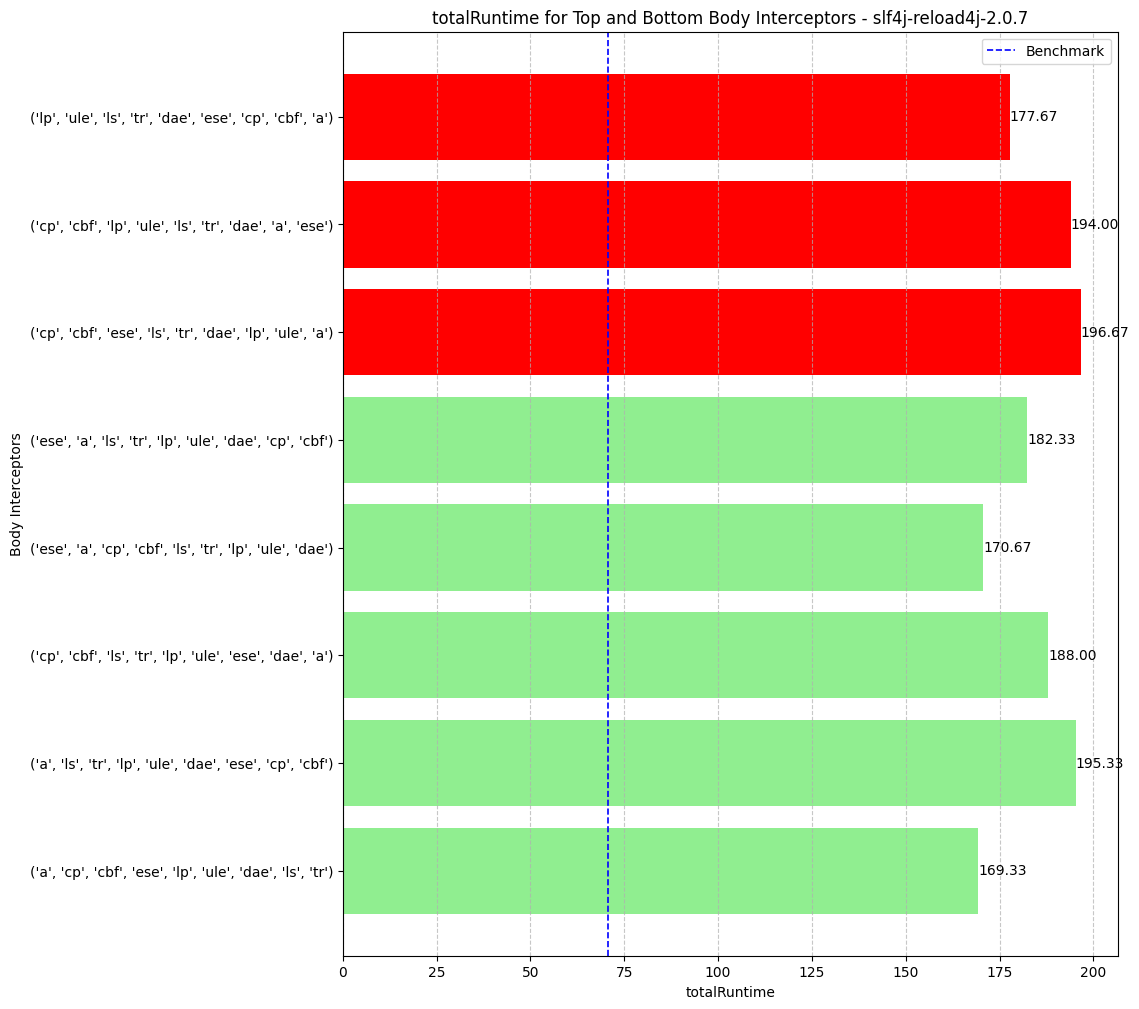 totalRuntime for Top and Bottom Body Interceptors - slf4j-reload4j-2.0.7
Benchmark
('lp', 'ule', 'ls', 'tr', 'dae', 'ese', 'cp', 'cbf', 'a')
177.67
('cp', 'cbf', 'lp', 'ule', 'ls', 'tr', 'dae', 'a', 'ese')
194.00
('cp', 'cbf', 'ese', 'ls', 'tr', 'dae', 'lp', 'ule', 'a')
196.67
('ese', 'a', 'ls', 'tr', 'lp', 'ule', 'dae', 'cp', 'cbf')
182.33
('ese', 'a', 'cp', 'cbf', 'ls', 'tr', 'lp', 'ule', 'dae')
170.67
('cp', 'cbf', 'ls', 'tr', 'lp', 'ule', 'ese', 'dae', 'a')
188.00
('a', 'ls', 'tr', 'lp', 'ule', 'dae', 'ese', 'cp', 'cbf')
195.33
('a', 'cp', 'cbf', 'ese', 'lp', 'ule', 'dae', 'ls', 'tr')
169.33
Body Interceptors
0 25 50 75 100 125 150 175 200
totalRuntime